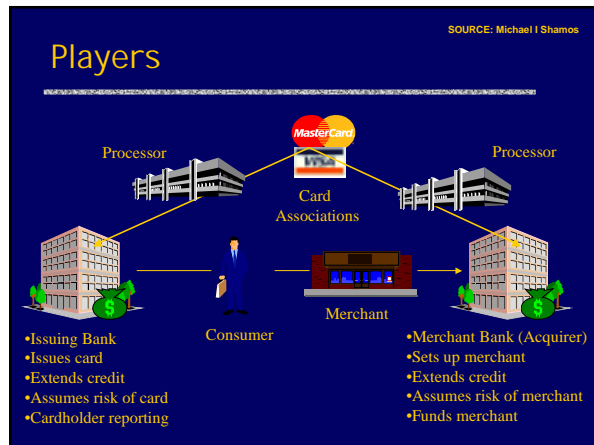 SOURCE: Michael I Shamos
Players
MasterCard
VISA
Processor
Processor
Card
Associations
Consumer
Merchant
$
$
•Issuing Bank
•Issues card
•Extends credit
•Assumes risk of card
•Cardholder reporting
•Merchant Bank (Acquirer)
•Sets up merchant
•Extends credit
•Assumes risk of merchant
•Funds merchant